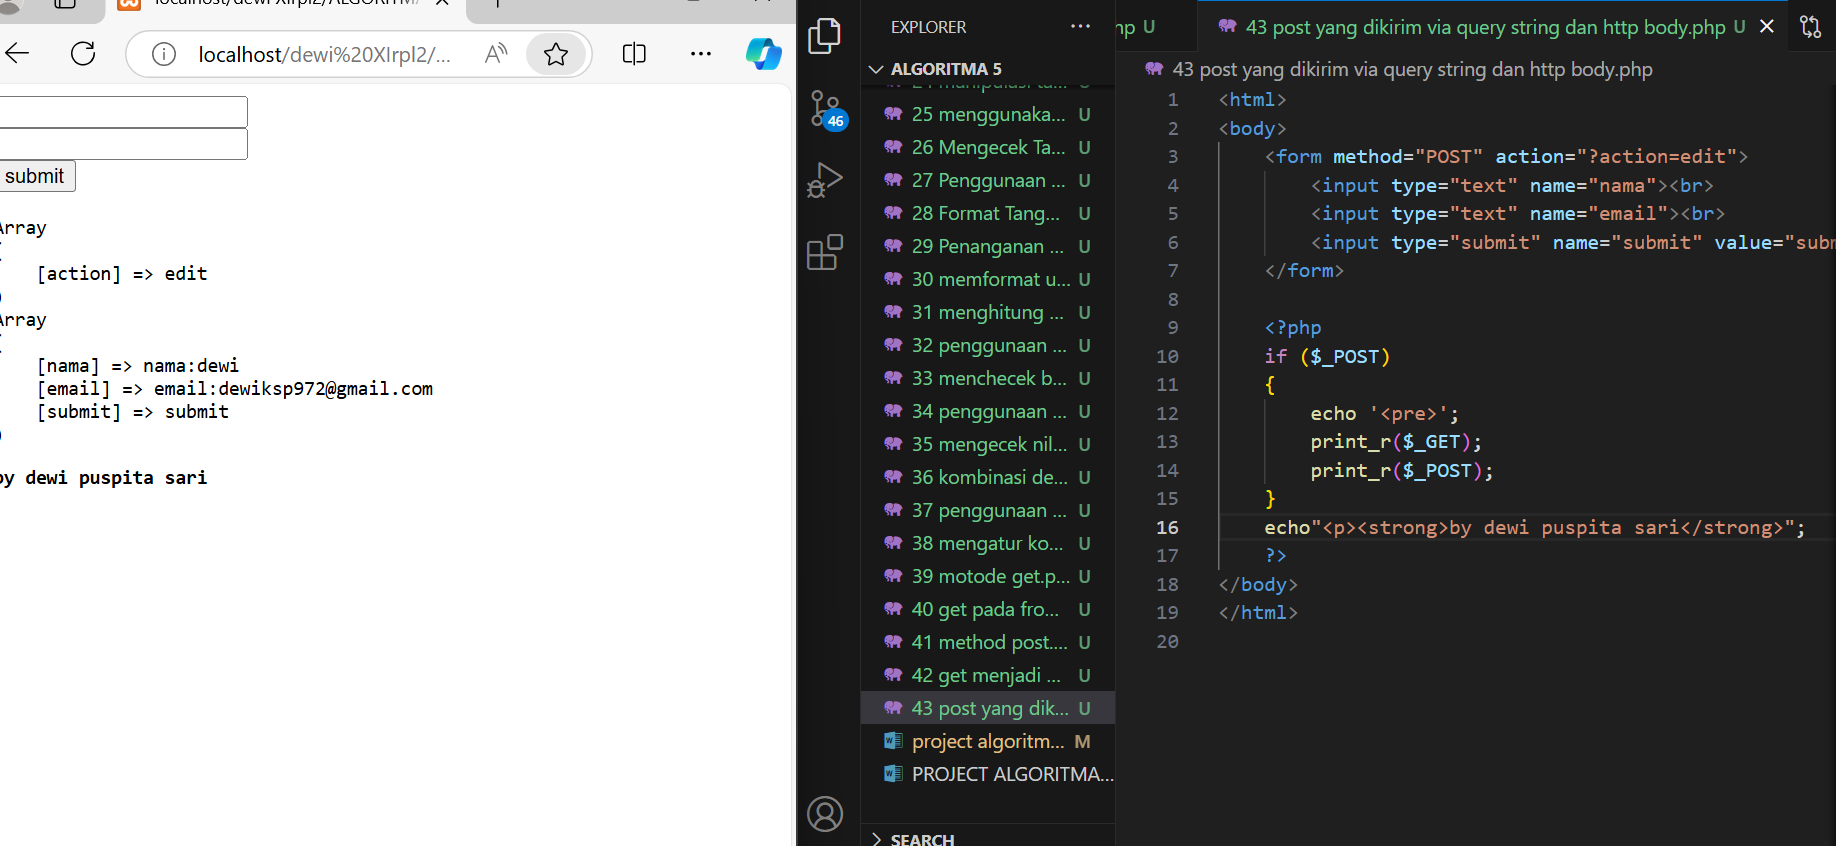 localhost/dewi%20XIrpl2/...
submit
Array
[action] => edit
)
Array
[nama] => nama:dewi
[email] => email:dewiksp972@gmail.com
[submit] => submit
)
by dewi puspita sari
46
EXPLORER
ALGORITMA 5
25 menggunaka... U
26 Mengecek Ta... U
27 Penggunaan ... U
28 Format Tang... U
29 Penanganan ... U
30 memformat u... U
31 menghitung ... U
32 penggunaan ... U
33 menchecek b... U
34 penggunaan ... U
35 mengecek nil... U
36 kombinasi de... U
37 penggunaan ... U
38 mengatur ko... U
39 motode get.p... U
40 get pada fro... U
41 method post.... U
42 get menjadi ... U
43 post yang dik... U
project algoritm... M
PROJECT ALGORITMA...
SEARCH
hp U
43 post yang dikirim via query string dan http body.php U
43 post yang dikirim via query string dan http body.php
1 <html>
2 <body>
3 <form method="POST" action="?action=edit">
4 <input type="text" name="nama"><br>
5 <input type="text" name="email"><br>
6 <input type="submit" name="submit" value="subm
7 </form>
8
9 <?php
10 if ($_POST)
11 {
12 echo '<pre>';
13 print_r($_GET);
14 print_r($_POST);
15 }
16 echo"<p><strong>by dewi puspita sari</strong>";
17 ?>
18 </body>
19 </html>
20